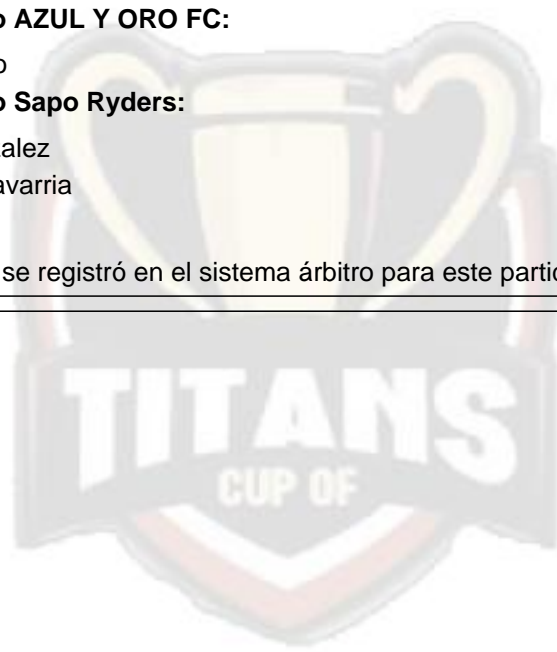 o AZUL Y ORO FC:
o
o Sapo Ryders:
alez
avarria
se registró en el sistema árbitro para este partid
TITANS
CUP OF